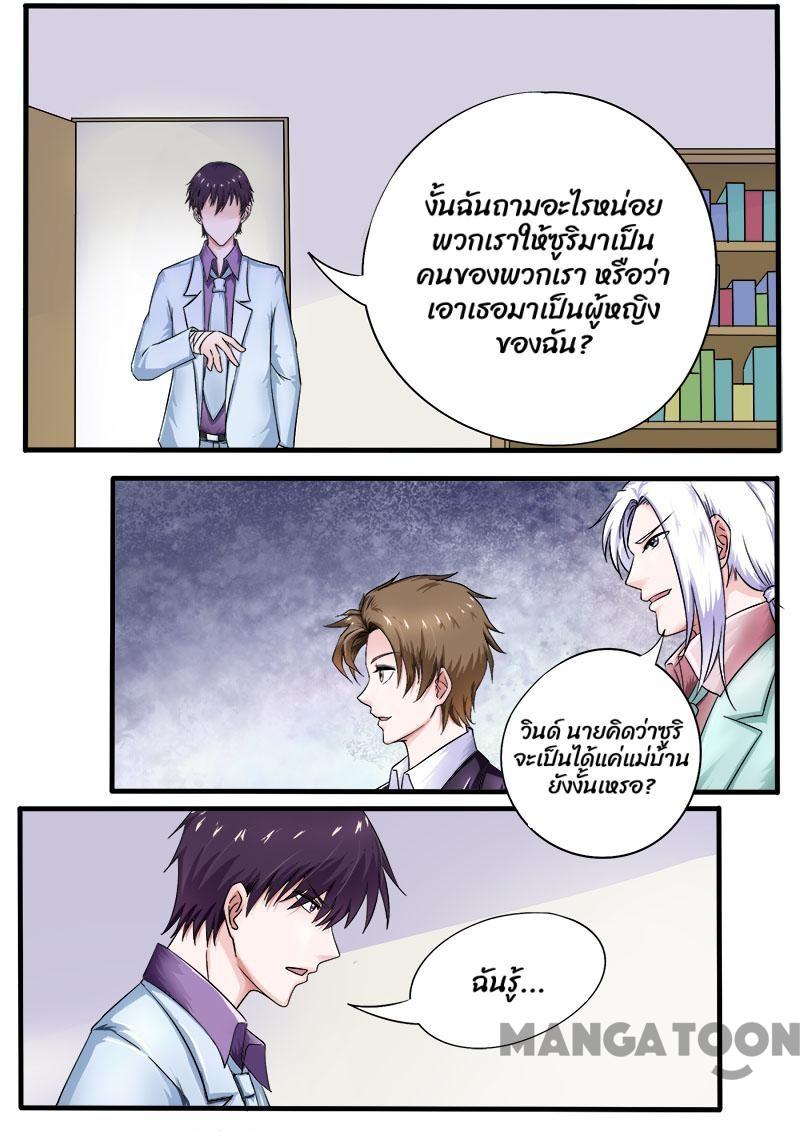 งั้นฉันถามอะไรหน่อย
พวกเราให้ซูริมาเป็น
คนของพวกเรา หรือว่า
เอาเธอมาเป็นผู้หญิง
ของฉัน?
วินด์ นายคิดว่าซูริ
จะเป็นได้แค่แม่บ้าน
ยังงั้นเหรอ?
ฉันรู้...
MANGATOON